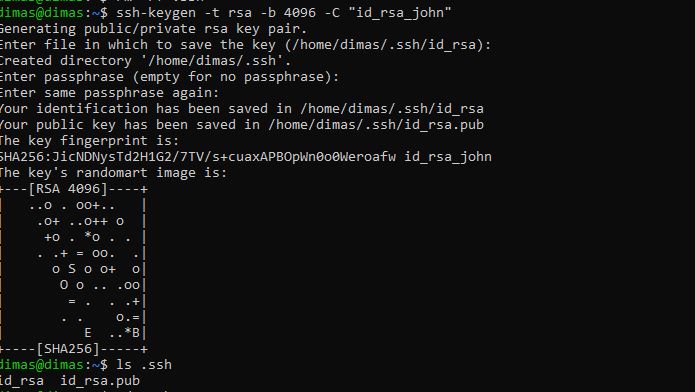 dimas@dimas:~$ ssh-keygen -t rsa -b 4096 -C "id_rsa_john"
Generating public/private rsa key pair.
Enter file in which to save the key (/home/dimas/.ssh/id_rsa):
Created directory '/home/dimas/.ssh'.
Enter passphrase (empty for no passphrase):
Enter same passphrase again:
Your identification has been saved in /home/dimas/.ssh/id_rsa
Your public key has been saved in /home/dimas/.ssh/id_rsa.pub
The key fingerprint is:
SHA256:JicNDNysTd2H1G2/7TV/s+cuaxAPBOpWn0o0Weroafw id_rsa_john
The key's randomart image is:
+---[RSA 4096]----+
|   ..o . oo+..   |
|    .o+ ..o++ o  |
|     +o . *o . . |
|    . .+ = oo.  .|
|      o S o o+  o|
|       O o .. .oo|
|        = .  . .+|
|       . .    o.=|
|          E  ..*B|
+----[SHA256]-----+
dimas@dimas:~$ ls .ssh
id_rsa  id_rsa.pub